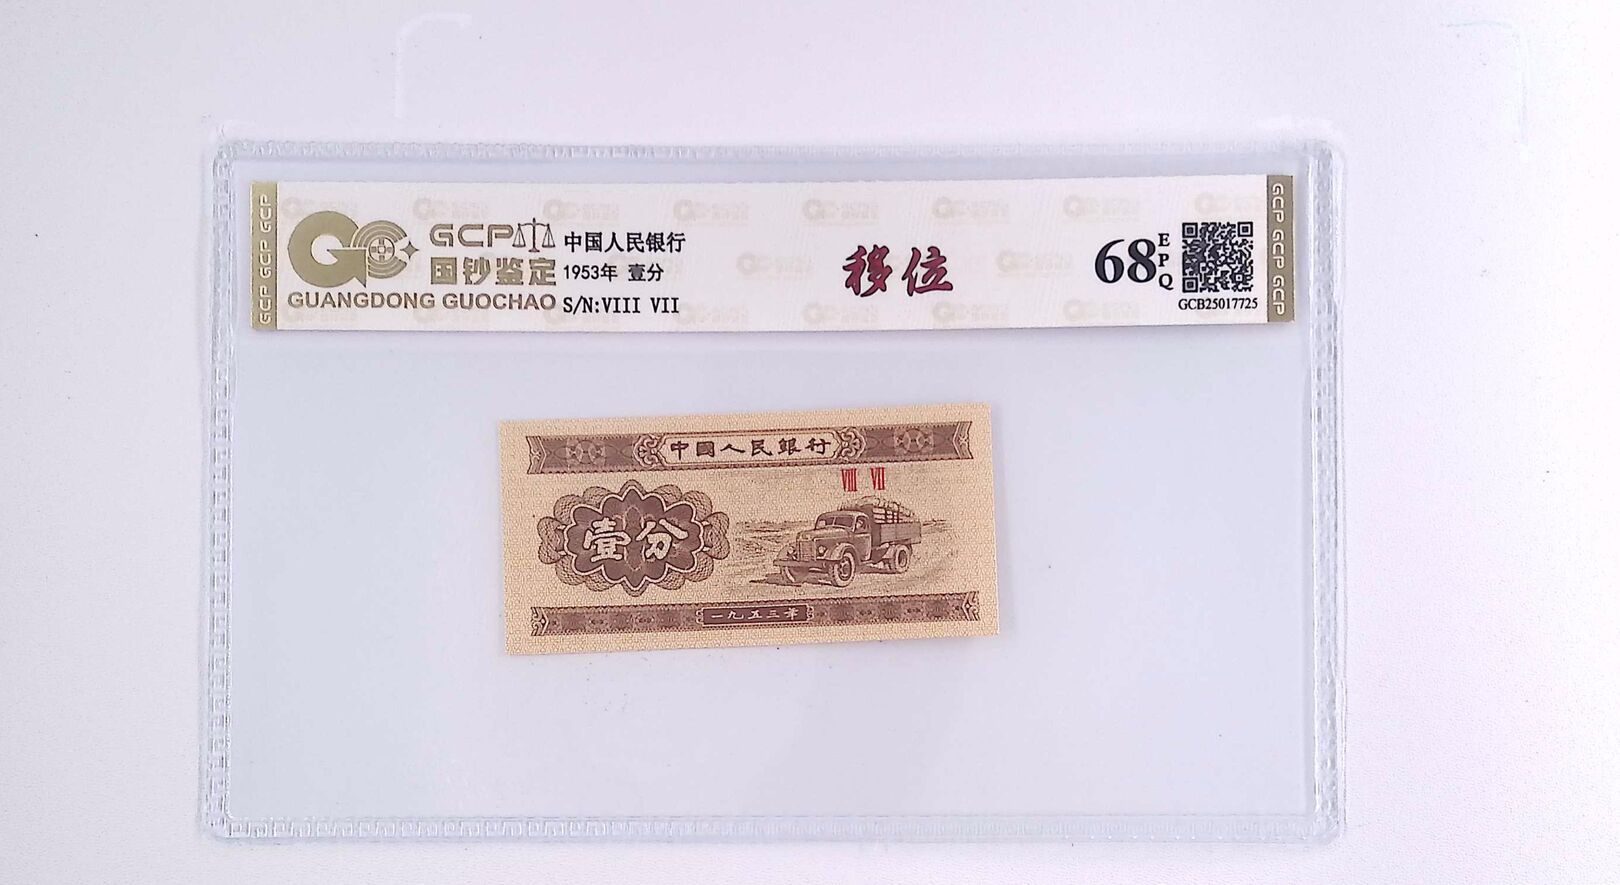 GCP GCP GCP
GCP
国钞鉴定
GUANGDONG GUOCHAO
中国人民银行
1953年 壹分
S/N:VIII VII
移位
68
EPQ
GCB25017725
GCP GCP GCP
中國人民銀行
VIII VII
壹分
一九五三年